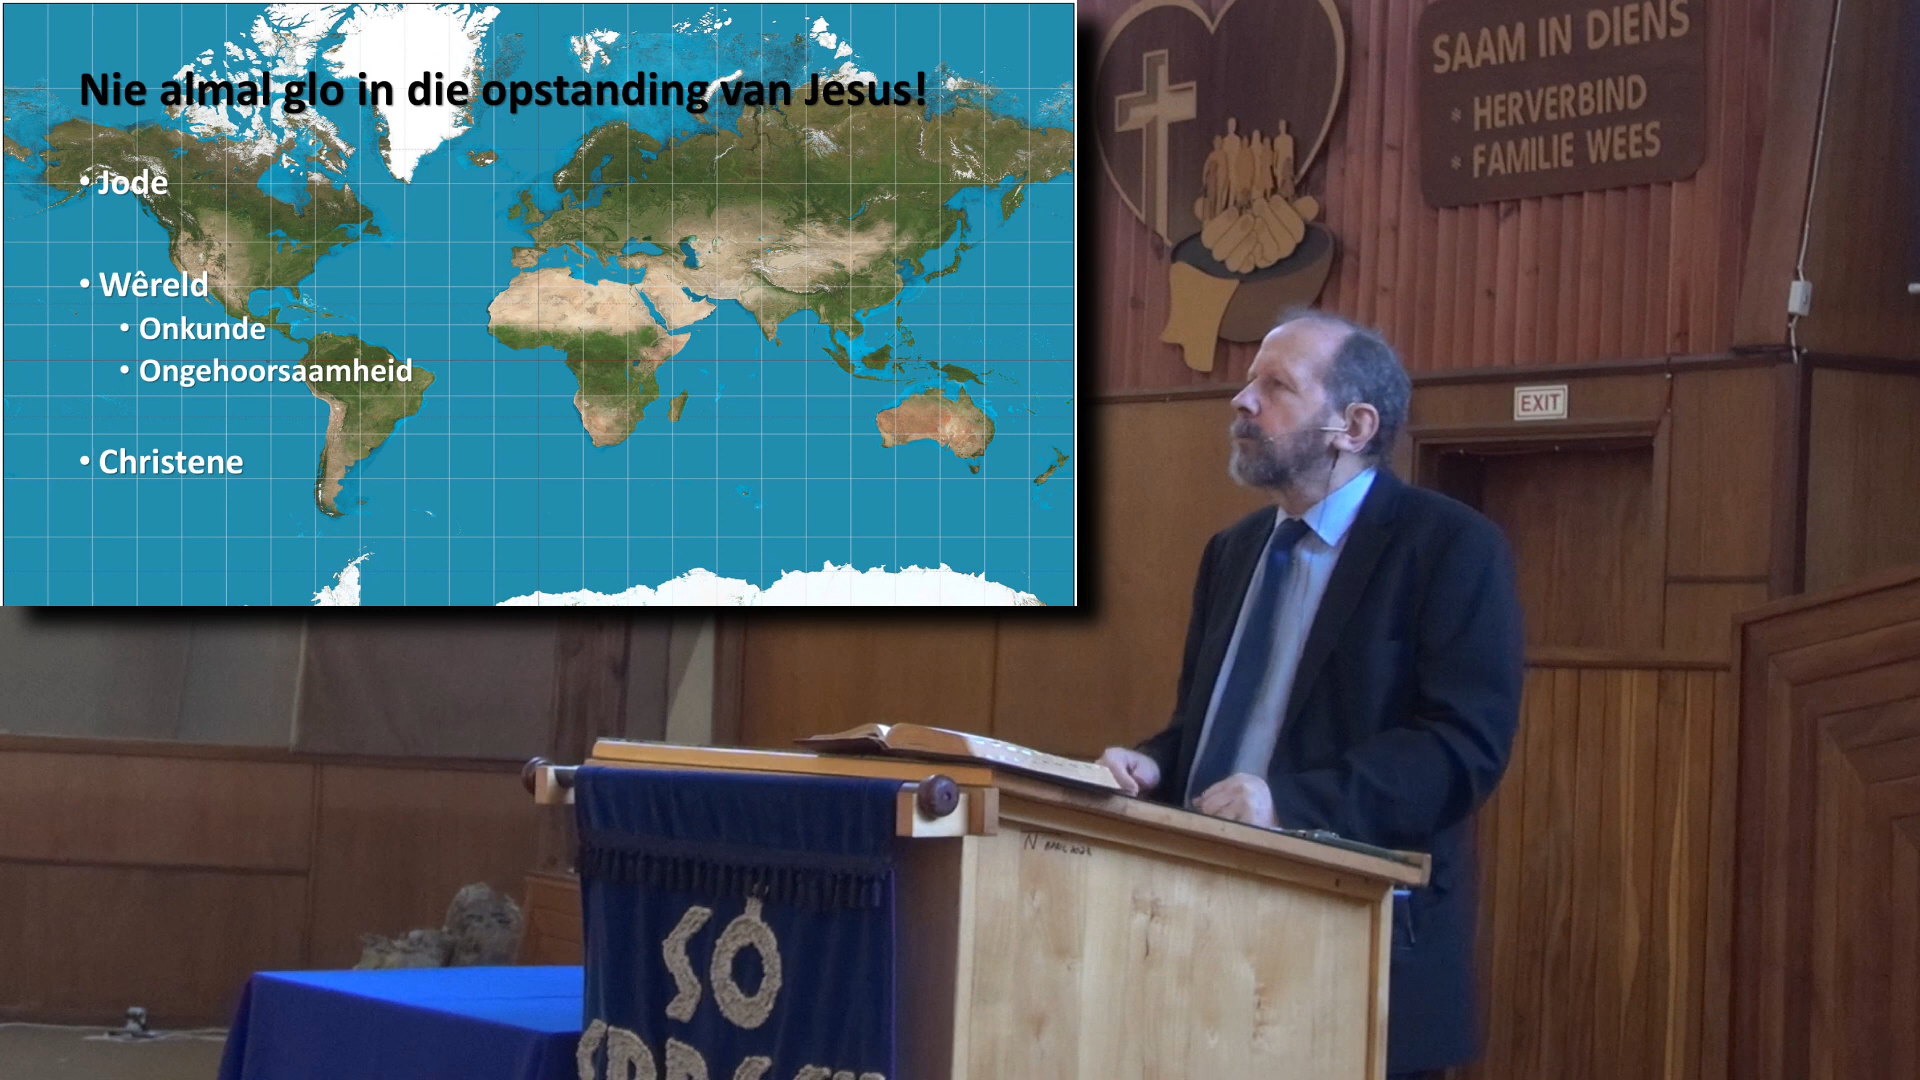 Nie almal glo in die opstanding van Jesus!
• Jode
• Wêreld
• Onkunde
• Ongehoorsaamheid
• Christene
SAAM IN DIENS
* HERVERBIND
* FAMILIE WEES
EXIT
SÓ